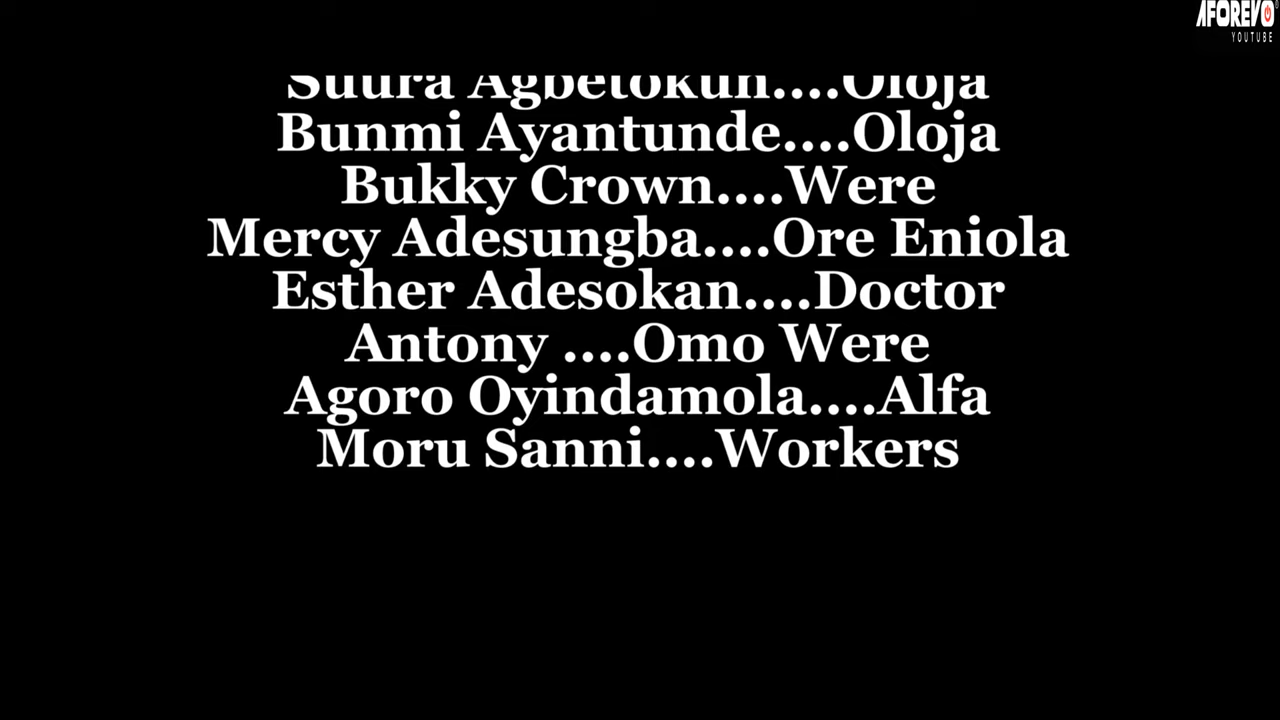 AFOREVO
YOUTUBE
Suura Agbetokun....Oloja
Bunmi Ayantunde....Oloja
Bukky Crown....Were
Mercy Adesungba....Ore Eniola
Esther Adesokan....Doctor
Antony ....Omo Were
Agoro Oyindamola....Alfa
Moru Sanni....Workers